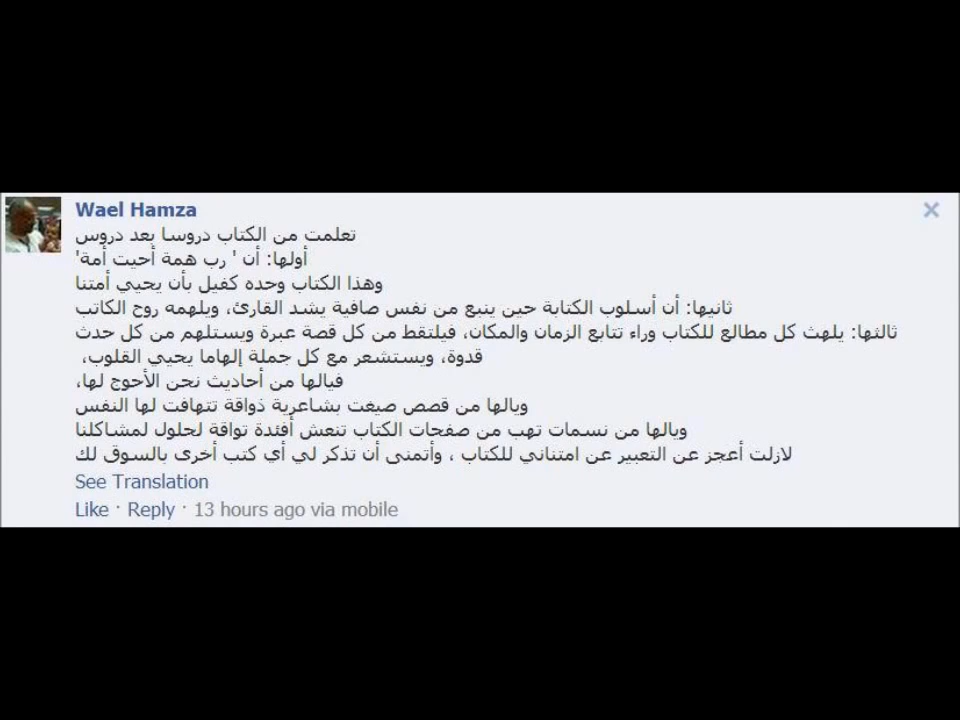 Wael Hamza
تعلمت من الكتاب دروسا بعد دروس
أولها: أن ' رب همة أحيت أمة'
وهذا الكتاب وحده كفيل بأن يحيي أمتنا
ثانيها: أن أسلوب الكتابة حين ينبع من نفس صافية يشد القارئ، ويلهمه روح الكاتب
ثالثها: يلهث كل مطالع للكتاب وراء تتابع الزمان والمكان، فيلتقط من كل قصة عبرة ويستلهم من كل حدث
قدوة، ويستشعر مع كل جملة إلهاما يحيي القلوب،
فيالها من أحاديث نحن الأحوج لها،
ويالها من قصص صيغت بشاعرية ذواقة تتهافت لها النفس
ويالها من نسمات تهب من صفحات الكتاب تنعش أفئدة تواقة لحلول لمشاكلنا
لازلت أعجز عن التعبير عن امتناني للكتاب ، وأتمنى أن تذكر لي أي كتب أخرى بالسوق لك
See Translation
Like · Reply · 13 hours ago via mobile